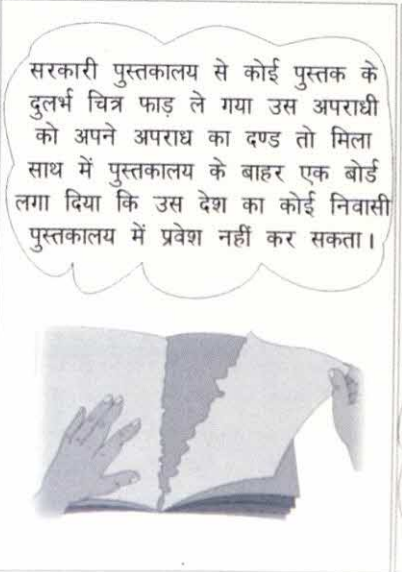 सरकारी पुस्तकालय से कोई पुस्तक के
दुलर्भ चित्र फाड़ ले गया उस अपराधी
को अपने अपराध का दण्ड तो मिला
साथ में पुस्तकालय के बाहर एक बोर्ड
लगा दिया कि उस देश का कोई निवासी
पुस्तकालय में प्रवेश नहीं कर सकता।